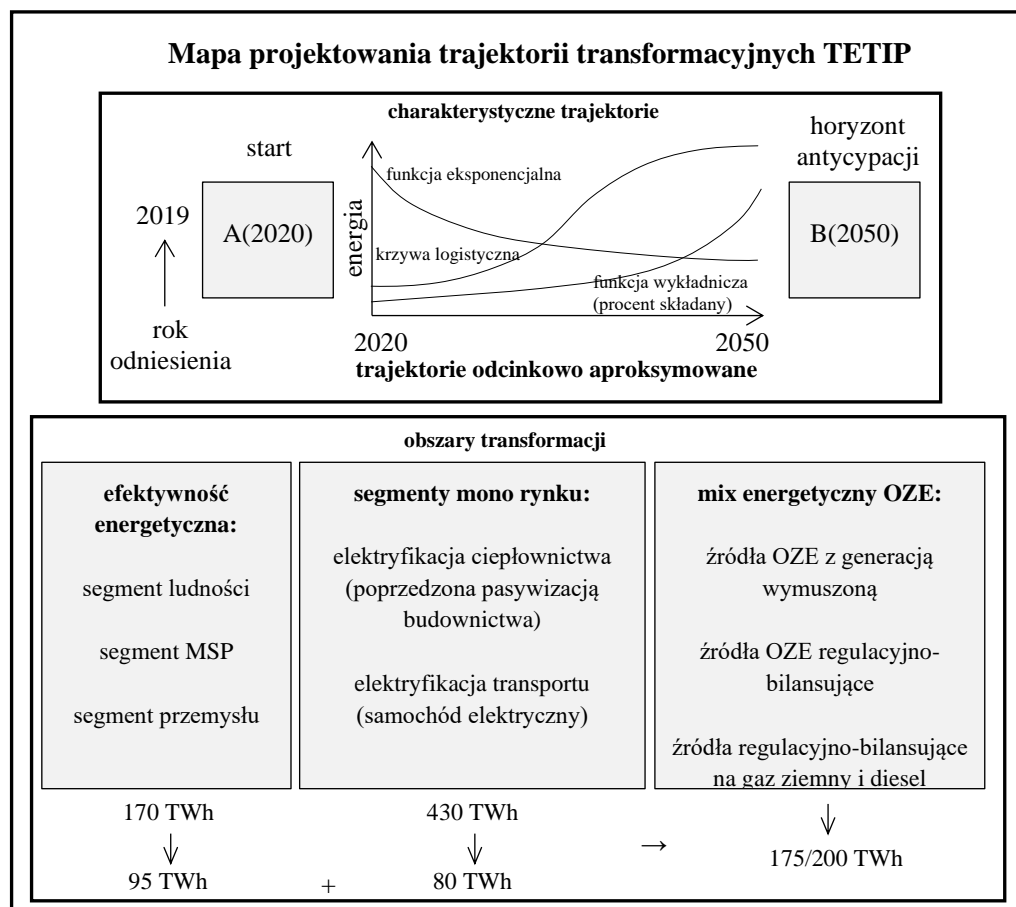 Mapa projektowania trajektorii transformacyjnych TETIP
charakterystyczne trajektorie
start
horyzont
antycypacji
2019
A(2020)
rok
odniesienia
energia
funkcja eksponencjalna
krzywa logistyczna
funkcja wykładnicza
(procent składany)
B(2050)
2020
2050
trajektorie odcinkowo aproksymowane
obszary transformacji
efektywność
energetyczna:
segment ludności
segment MSP
segment przemysłu
segmenty mono rynku:
elektryfikacja ciepłownictwa
(poprzedzona pasywizacją
budownictwa)
elektryfikacja transportu
(samochód elektryczny)
mix energetyczny OZE:
źródła OZE z generacją
wymuszoną
źródła OZE regulacyjno-
bilansujące
źródła regulacyjno-bilansujące
na gaz ziemny i diesel
170 TWh
430 TWh
175/200 TWh
95 TWh
+
80 TWh